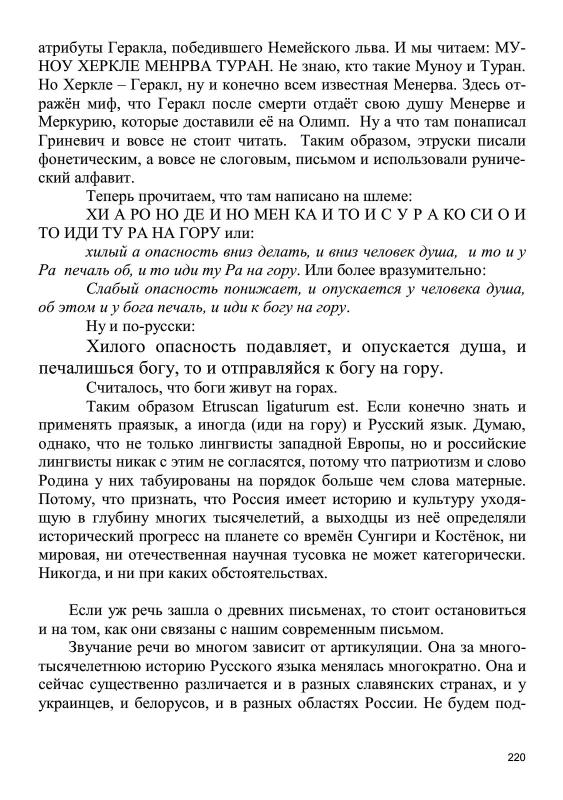 атрибуты Геракла, победившего Немейского льва. И мы читаем: МУ-
НОУ ХЕРКЛЕ МЕНРВА ТУРАН. Не знаю, кто такие Муноу и Туран.
Но Херкле – Геракл, ну и конечно всем известная Менерва. Здесь от-
ражён миф, что Геракл после смерти отдаёт свою душу Менерве и
Меркурию, которые доставили её на Олимп. Ну а что там понаписал
Гриневич и вовсе не стоит читать. Таким образом, этруски писали
фонетическим, а вовсе не слоговым, письмом и использовали руниче-
ский алфавит.
Теперь прочитаем, что там написано на шлеме:
ХИ А РО НО ДЕ И НО МЕН КА И ТО И С У Р А КО СИ О И
ТО ИДИ ТУ РА НА ГОРУ или:
хилый а опасность вниз делать, и вниз человек душа, и то и у
Ра печаль об, и то иди ту Ра на гору. Или более вразумительно:
Слабый опасность понижает, и опускается у человека душа,
об этом и у бога печаль, и иди к богу на гору.
Ну и по-русски:
Хилого опасность подавляет, и опускается душа, и
печалишься богу, то и отправляйся к богу на гору.
Считалось, что боги живут на горах.
Таким образом Etruscan ligaturum est. Если конечно знать и
применять праязык, а иногда (иди на гору) и Русский язык. Думаю,
однако, что не только лингвисты западной Европы, но и российские
лингвисты никак с этим не согласятся, потому что патриотизм и слово
Родина у них табуированы на порядок больше чем слова матерные.
Потому, что признать, что Россия имеет историю и культуру уходя-
щую в глубину многих тысячелетий, а выходцы из неё определяли
исторический прогресс на планете со времён Сунгири и Костёнок, ни
мировая, ни отечественная научная тусовка не может категорически.
Никогда, и ни при каких обстоятельствах.
Если уж речь зашла о древних письменах, то стоит остановиться
и на том, как они связаны с нашим современным письмом.
Звучание речи во многом зависит от артикуляции. Она за много-
тысячелетнюю историю Русского языка менялась многократно. Она и
сейчас существенно различается и в разных славянских странах, и у
украинцев, и белорусов, и в разных областях России. Не будем под-
220